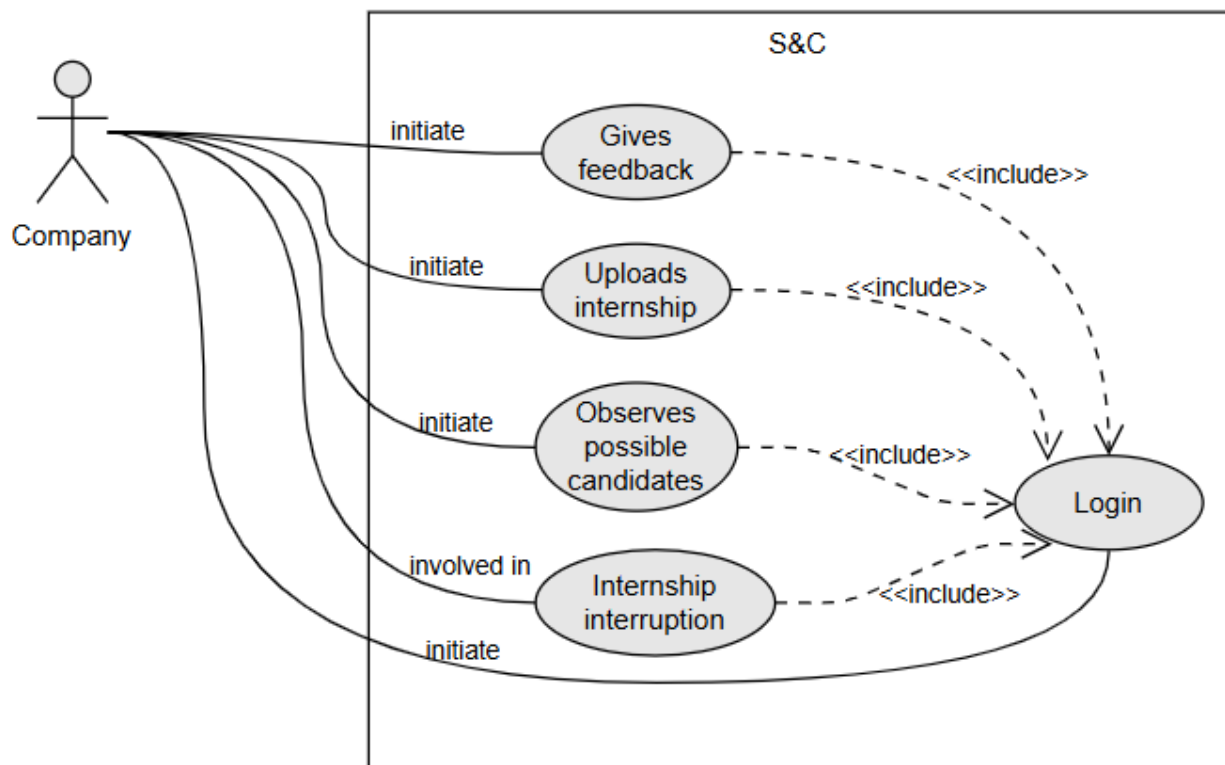 S&C
initiate
Gives
feedback
<<include>>
Company
initiate
Uploads
internship
<<include>>
initiate
Observes
possible
candidates
<<include>>
Login
involved in
Internship
interruption
<<include>>
initiate